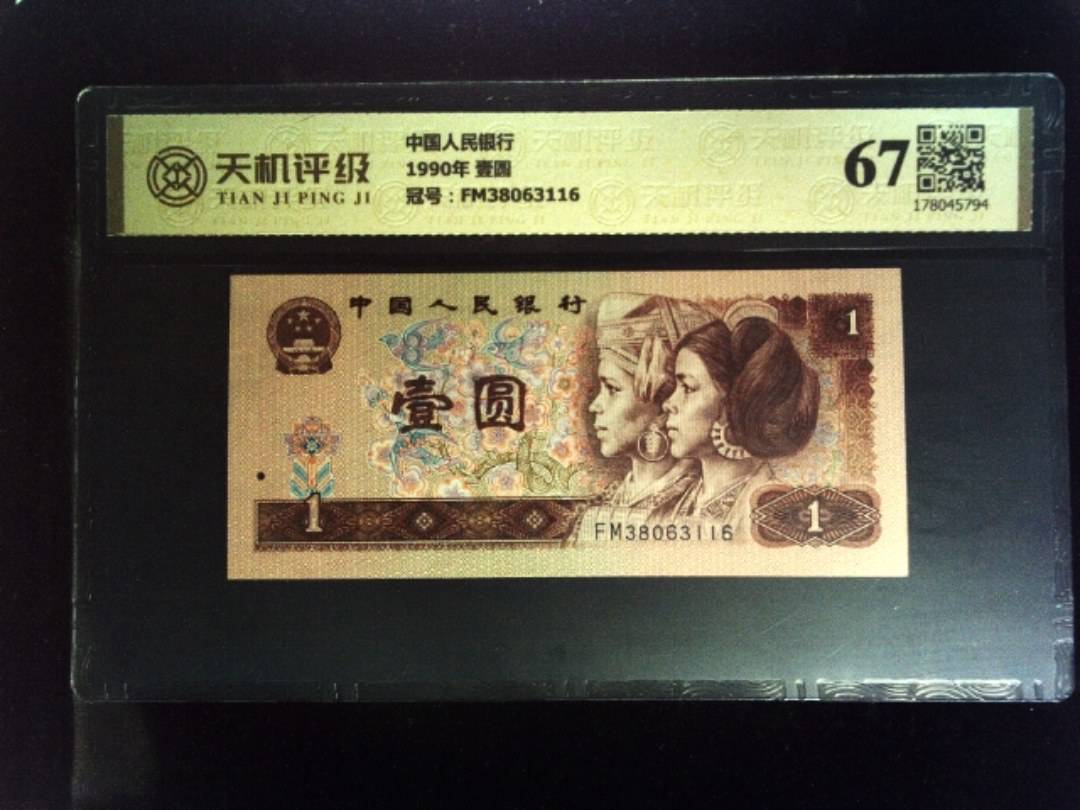 天机评级
TIAN JI PING JI
中国人民银行
1990年 壹圆
冠号：FM38063116
67
178045794
中国人民银行
1
壹圆
1
FM38063116
1